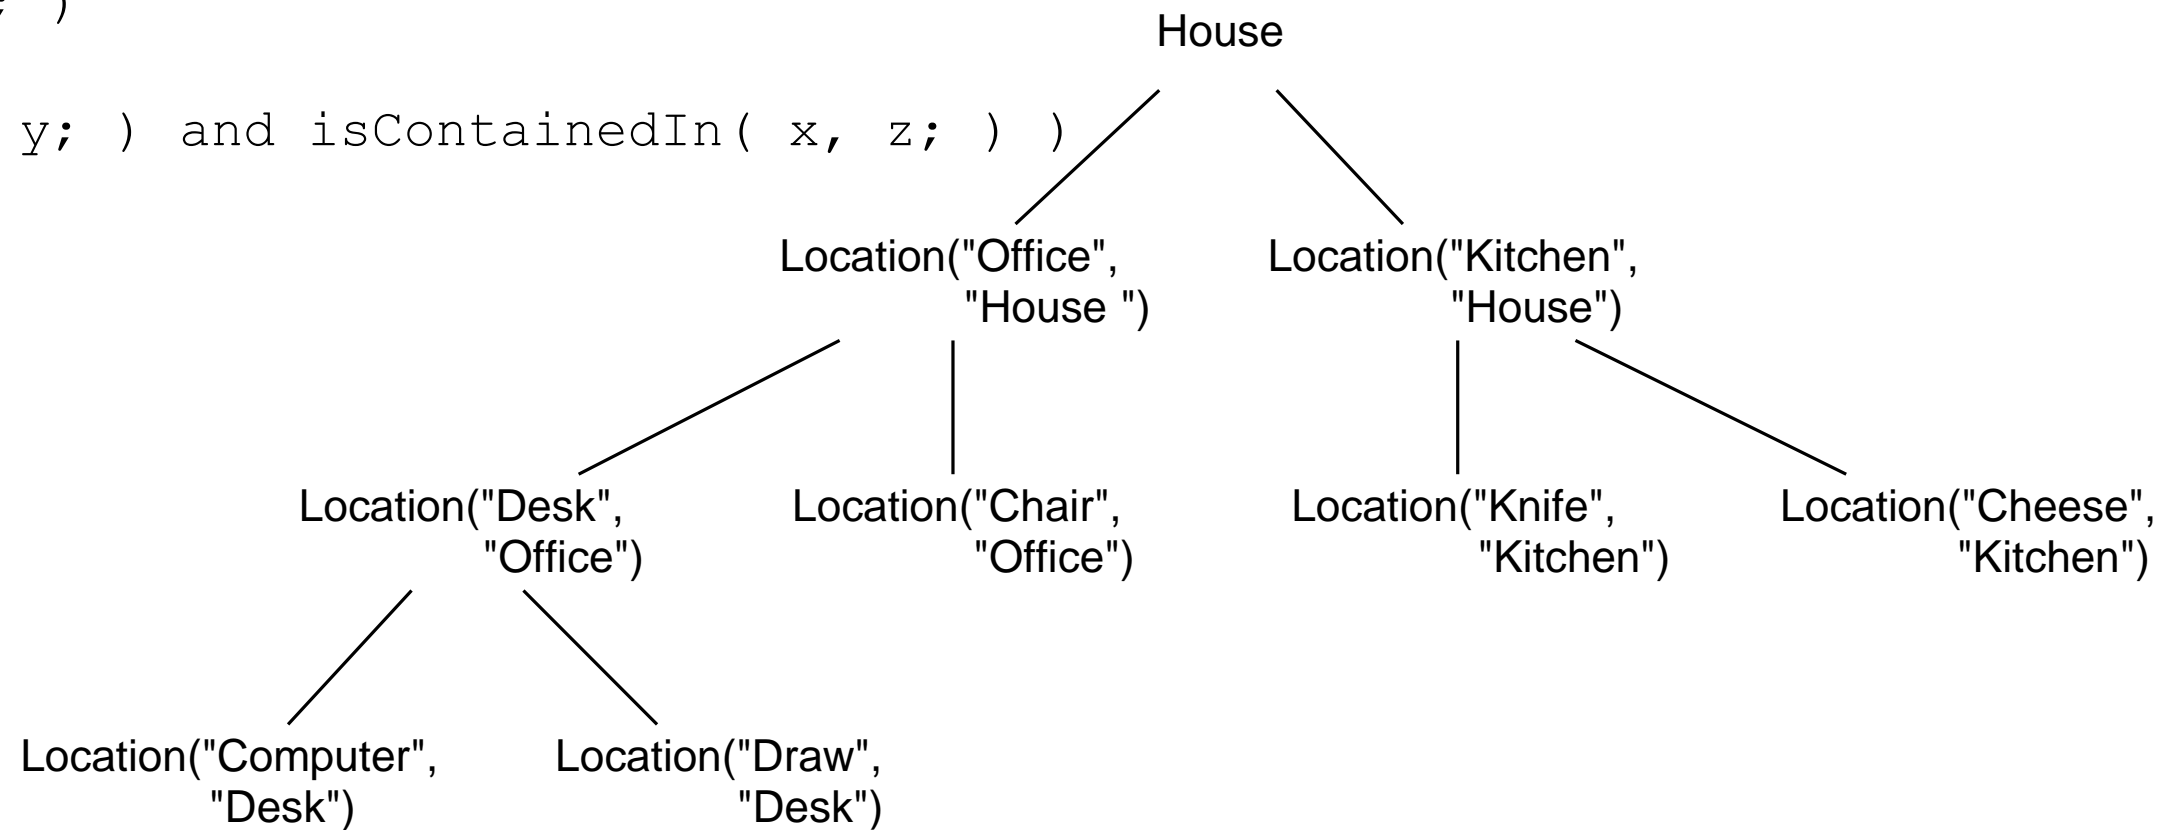 ; )
House
y; ) and isContainedIn( x, z; ) )
Location("Office",
"House ")
Location("Kitchen",
"House")
Location("Desk",
"Office")
Location("Chair",
"Office")
Location("Knife",
"Kitchen")
Location("Cheese",
"Kitchen")
Location("Computer",
"Desk")
Location("Draw",
"Desk")